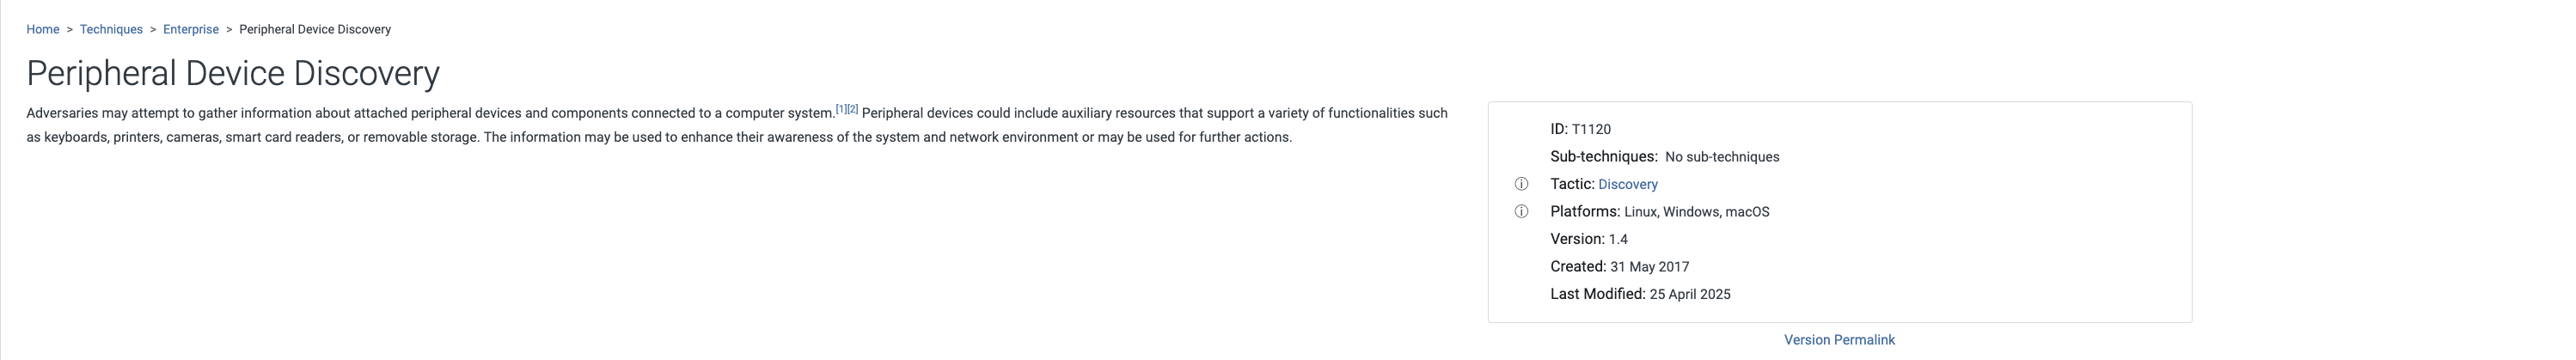 Home > Techniques > Enterprise > Peripheral Device Discovery
Peripheral Device Discovery
Adversaries may attempt to gather information about attached peripheral devices and components connected to a computer system.[1][2] Peripheral devices could include auxiliary resources that support a variety of functionalities such
as keyboards, printers, cameras, smart card readers, or removable storage. The information may be used to enhance their awareness of the system and network environment or may be used for further actions.
ID: T1120
Sub-techniques: No sub-techniques
ⓘ Tactic: Discovery
ⓘ Platforms: Linux, Windows, macOS
Version: 1.4
Created: 31 May 2017
Last Modified: 25 April 2025
Version Permalink